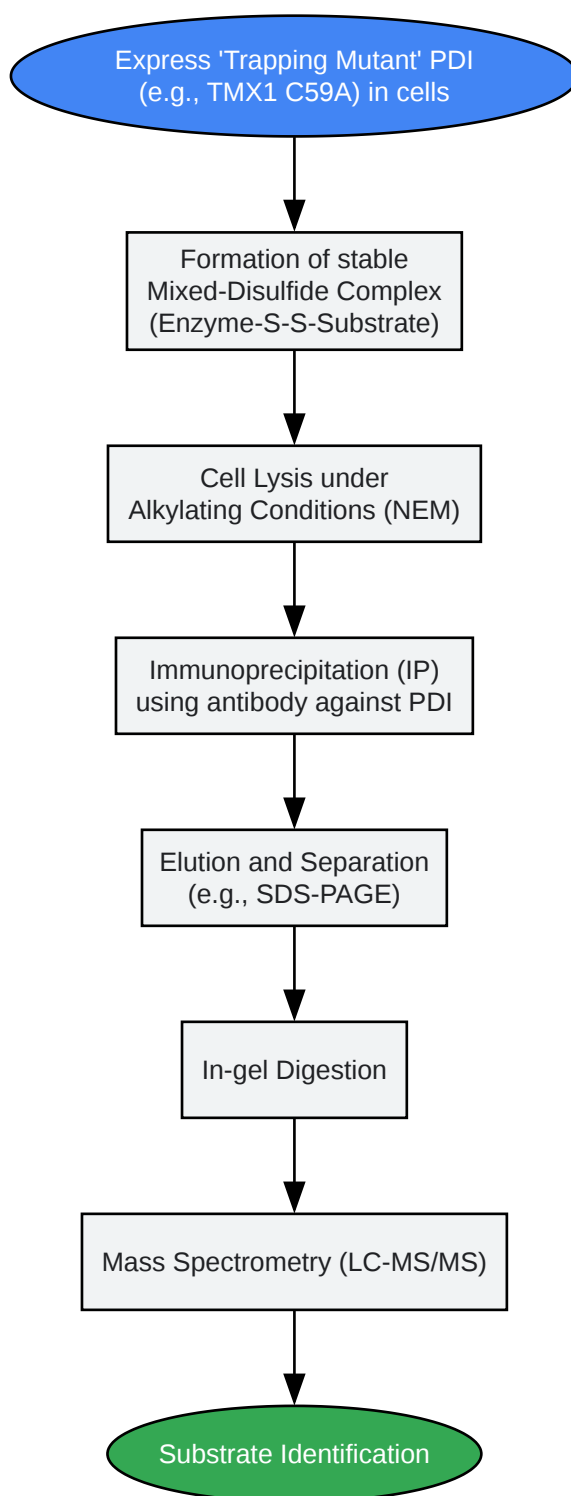 Express 'Trapping Mutant' PDI
(e.g., TMX1 C59A) in cells
Formation of stable
Mixed-Disulfide Complex
(Enzyme-S-S-Substrate)
Cell Lysis under
Alkylating Conditions (NEM)
Immunoprecipitation (IP)
using antibody against PDI
Elution and Separation
(e.g., SDS-PAGE)
In-gel Digestion
Mass Spectrometry (LC-MS/MS)
Substrate Identification